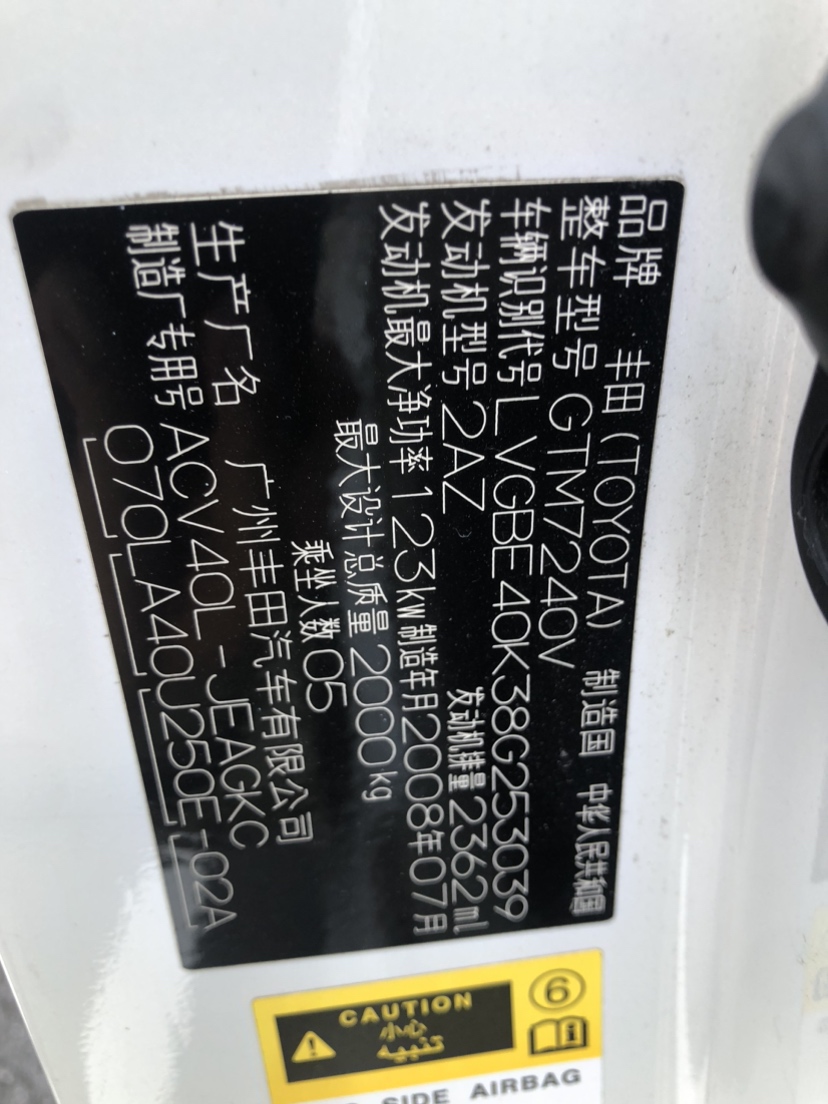 品牌 丰田(TOYOTA) 制造国 中华人民共和国
整车型号 GTM7240V
车辆识别代号 LVGBE40K38G253039
发动机型号 2AZ 发动机排量 2362ml
发动机最大净功率 123kw 制造年月 2008年07月
最大设计总质量 2000kg
乘坐人数 05
生产厂名 广州丰田汽车有限公司
制造厂专用号 ACV40L-JEAGKC
070LA40U250E-02A
6
CAUTION
小心
تنبيه
SIDE AIRBAG